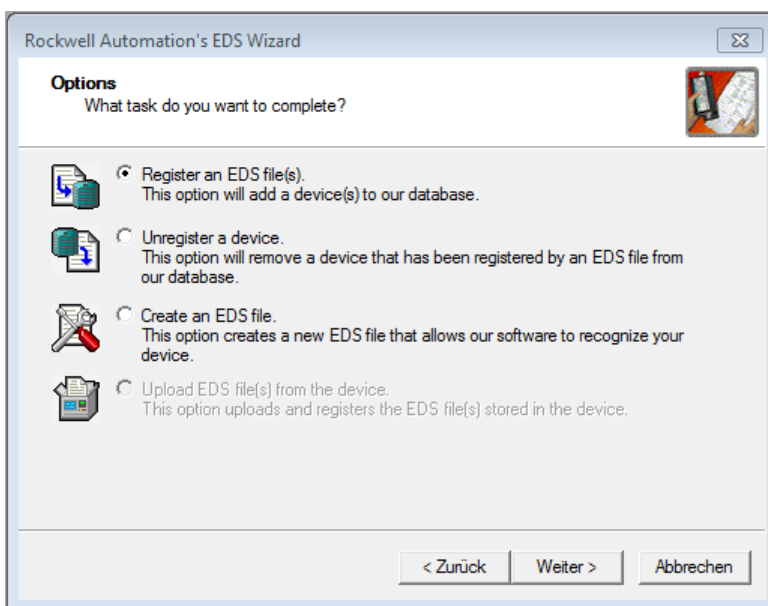 Rockwell Automation's EDS Wizard
Options
What task do you want to complete?
Register an EDS file(s).
This option will add a device(s) to our database.
Unregister a device.
This option will remove a device that has been registered by an EDS file from
our database.
Create an EDS file.
This option creates a new EDS file that allows our software to recognize your
device.
Upload EDS file(s) from the device.
This option uploads and registers the EDS file(s) stored in the device.
< Zurück
Weiter >
Abbrechen